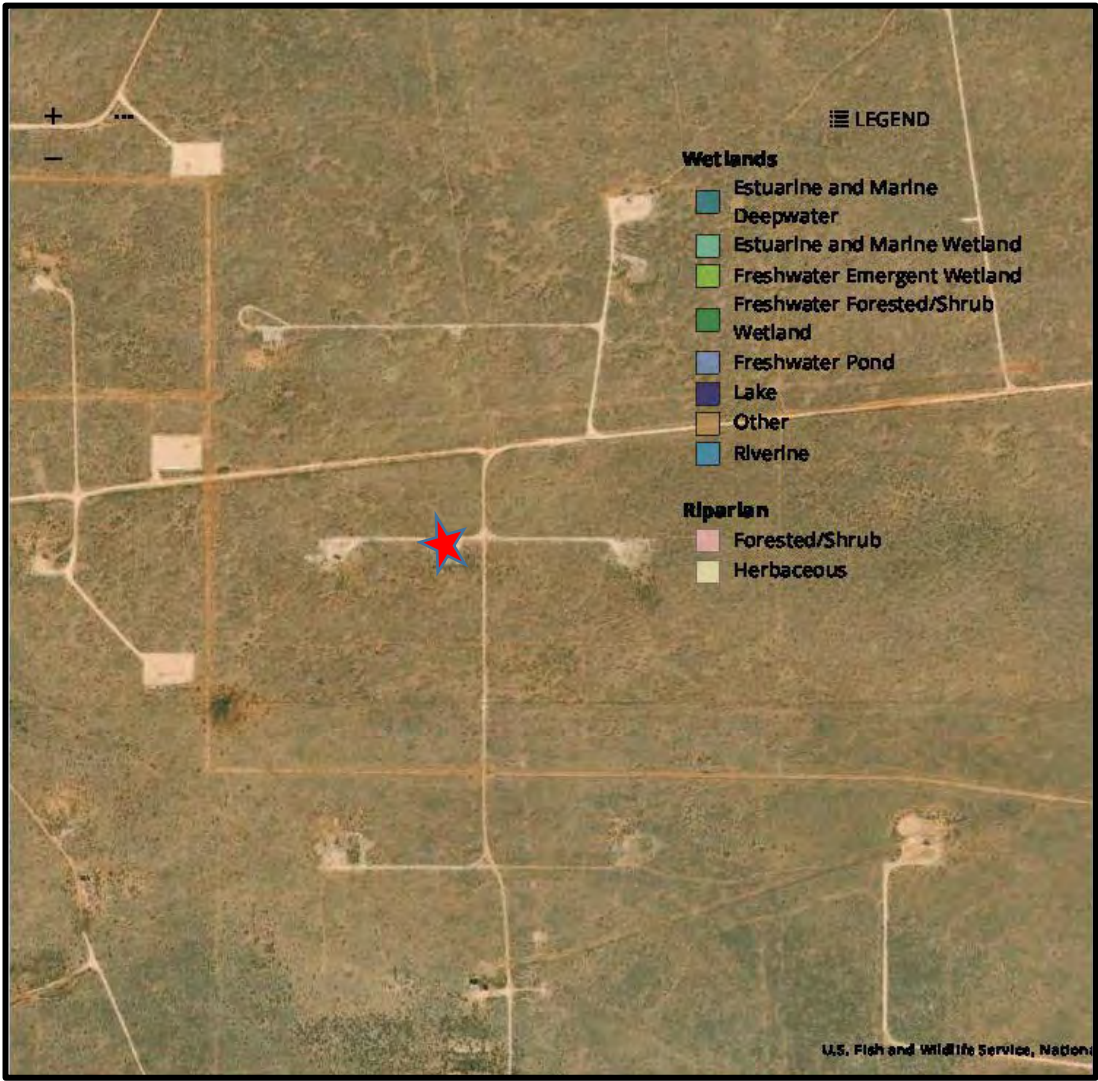 LEGEND
Wetlands
Estuarine and Marine
Deepwater
Estuarine and Marine Wetland
Freshwater Emergent Wetland
Freshwater Forested/Shrub
Wetland
Freshwater Pond
Lake
Other
Riverine
Riparian
Forested/Shrub
Herbaceous
U.S. Fish and Wildlife Service, Nationa